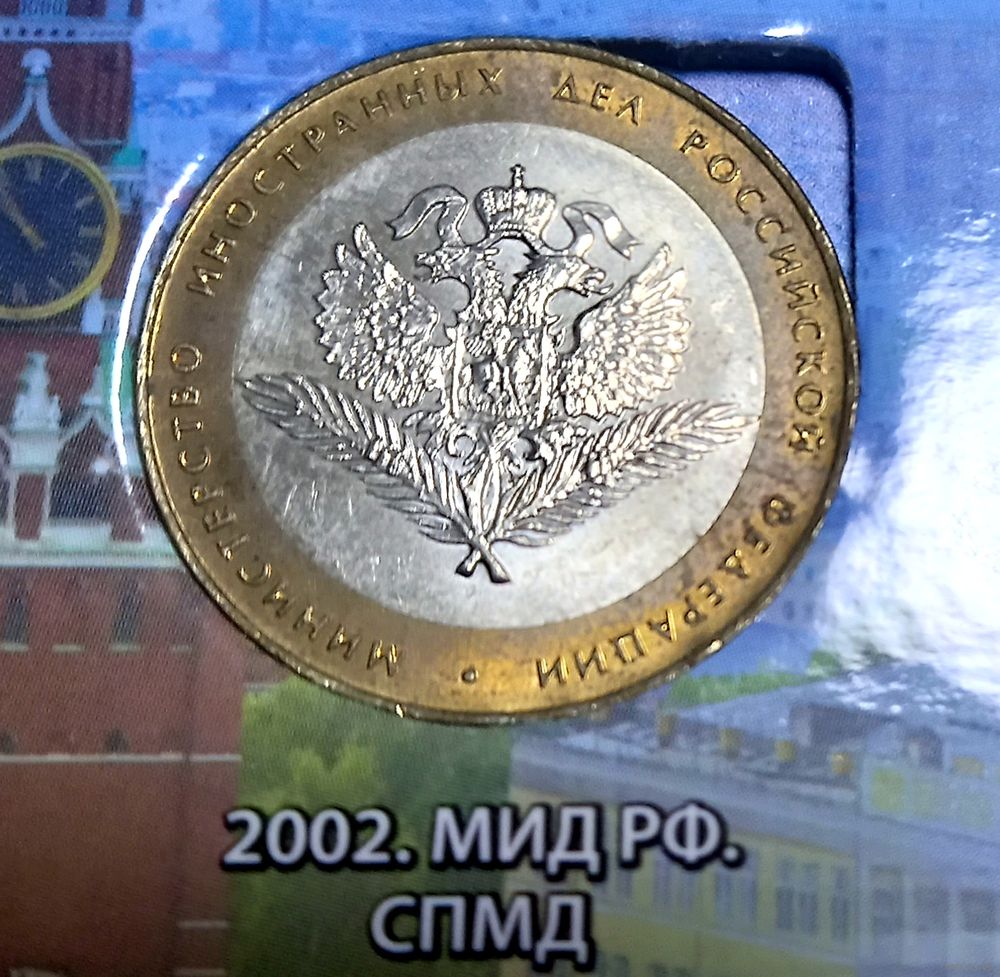 МИНИСТЕРСТВО ИНОСТРАННЫХ ДЕЛ РОССИЙСКОЙ ФЕДЕРАЦИИ •
2002. МИД РФ.
СПМД